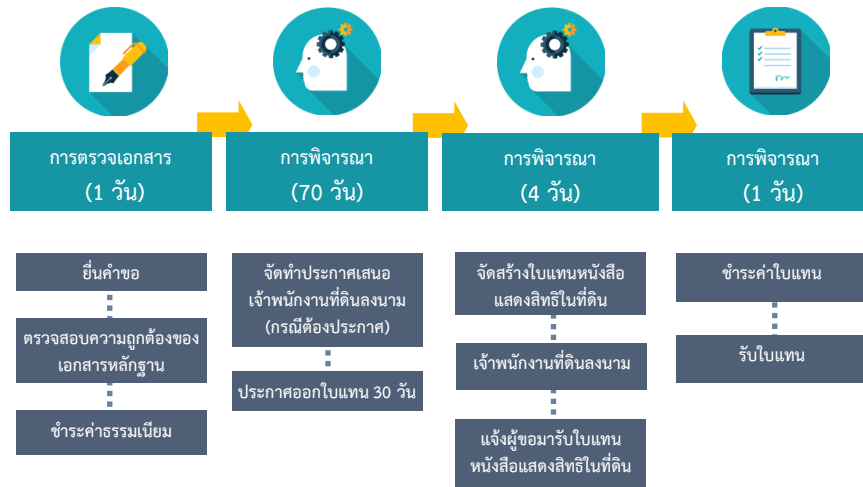 การตรวจเอกสาร
(1 วัน)
การพิจารณา
(70 วัน)
การพิจารณา
(4 วัน)
การพิจารณา
(1 วัน)
ยื่นคำขอ
ตรวจสอบความถูกต้องของ
เอกสารหลักฐาน
ชำระค่าธรรมเนียม
จัดทำประกาศเสนอ
เจ้าพนักงานที่ดินลงนาม
(กรณีต้องประกาศ)
ประกาศออกใบแทน 30 วัน
จัดสร้างใบแทนหนังสือ
แสดงสิทธิในที่ดิน
เจ้าพนักงานที่ดินลงนาม
แจ้งผู้ขอมารับใบแทน
หนังสือแสดงสิทธิในที่ดิน
ชำระค่าใบแทน
รับใบแทน